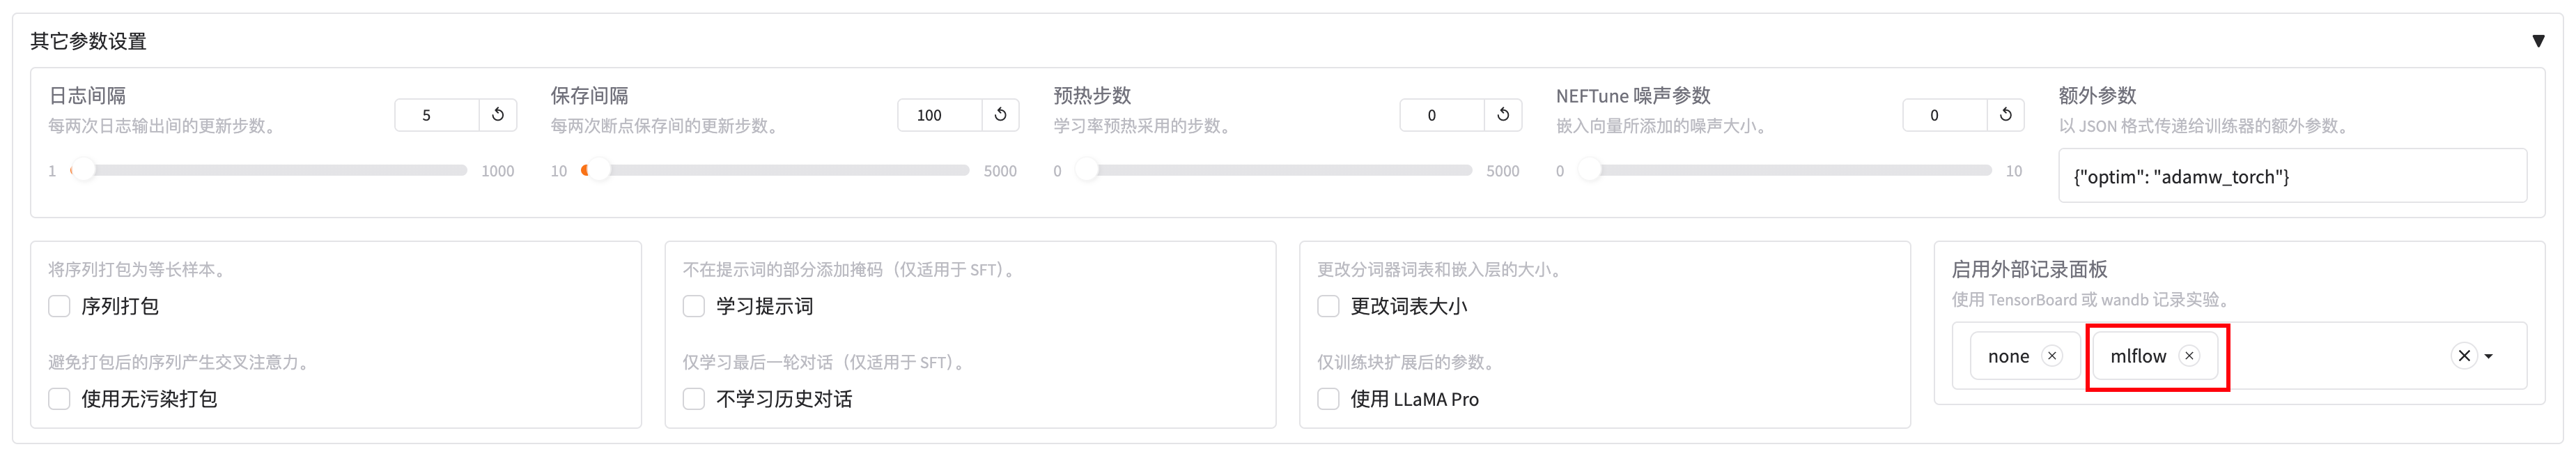 其它参数设置
▼
日志间隔
每两次日志输出间的更新步数。
5
1
1000
保存间隔
每两次断点保存间的更新步数。
100
10
5000
预热步数
学习率预热采用的步数。
0
0
5000
NEFTune 噪声参数
嵌入向量所添加的噪声大小。
0
0
10
额外参数
以 JSON 格式传递给训练器的额外参数。
{"optim": "adamw_torch"}
将序列打包为等长样本。
序列打包
避免打包后的序列产生交叉注意力。
使用无污染打包
不在提示词的部分添加掩码（仅适用于 SFT）。
学习提示词
仅学习最后一轮对话（仅适用于 SFT）。
不学习历史对话
更改分词器词表和嵌入层的大小。
更改词表大小
仅训练块扩展后的参数。
使用 LLaMA Pro
启用外部记录面板
使用 TensorBoard 或 wandb 记录实验。
none
mlflow